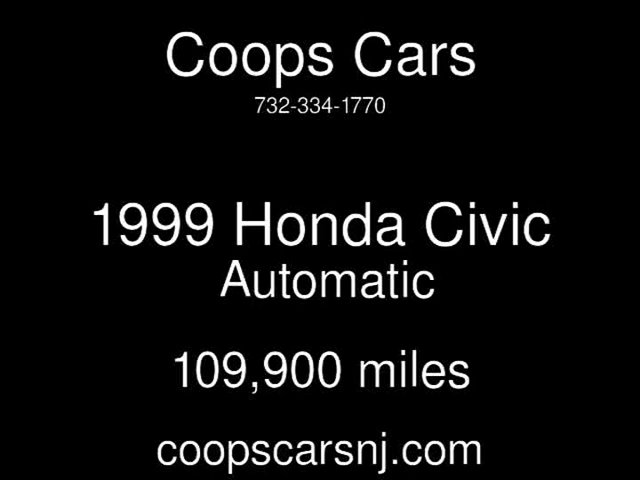 Coops Cars
732-334-1770
1999 Honda Civic
Automatic
109,900 miles
coopscarsnj.com